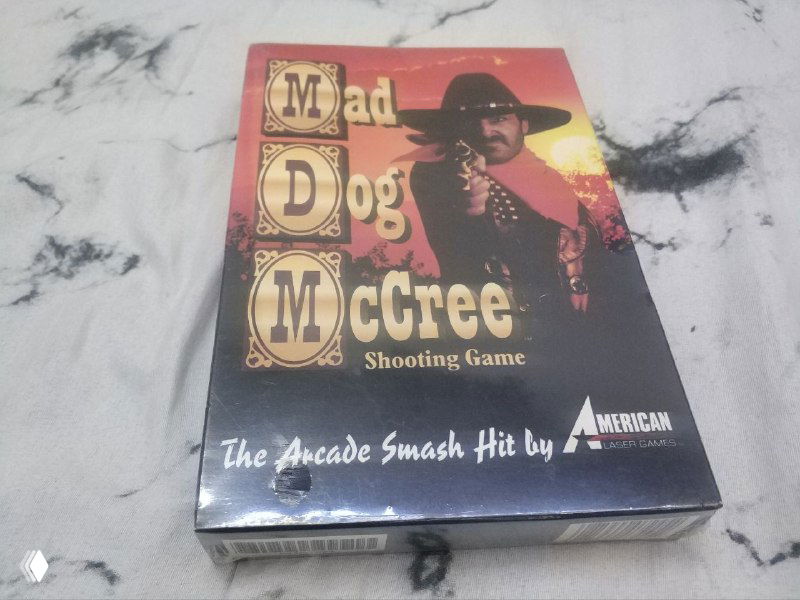 Mad
Dog
McCree
Shooting Game
The Arcade Smash Hit by
AMERICAN
LASER GAMES